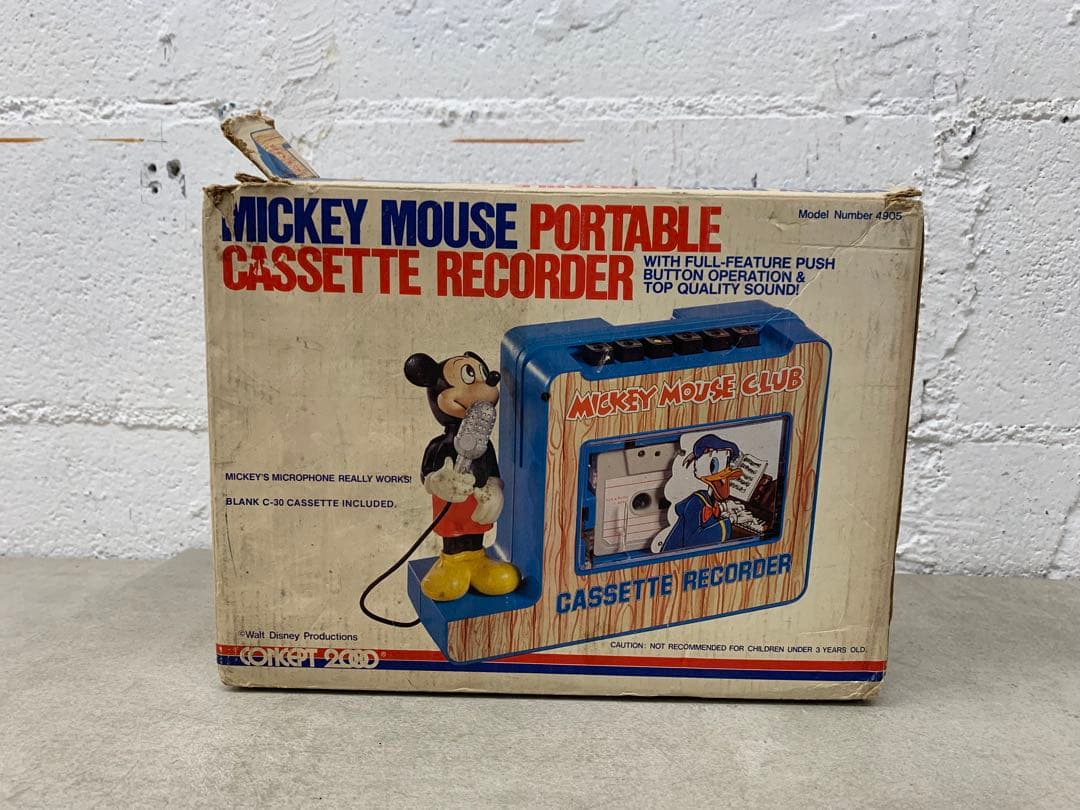 MICKEY MOUSE PORTABLE
CASSETTE RECORDER
WITH FULL-FEATURE PUSH
BUTTON OPERATION &
TOP QUALITY SOUND!
Model Number 4905
MICKEY MOUSE CLUB
MICKEY'S MICROPHONE REALLY WORKS!
BLANK C-30 CASSETTE INCLUDED.
CASSETTE RECORDER
©Walt Disney Productions
CONCEPT 2000®
CAUTION: NOT RECOMMENDED FOR CHILDREN UNDER 3 YEARS OLD.